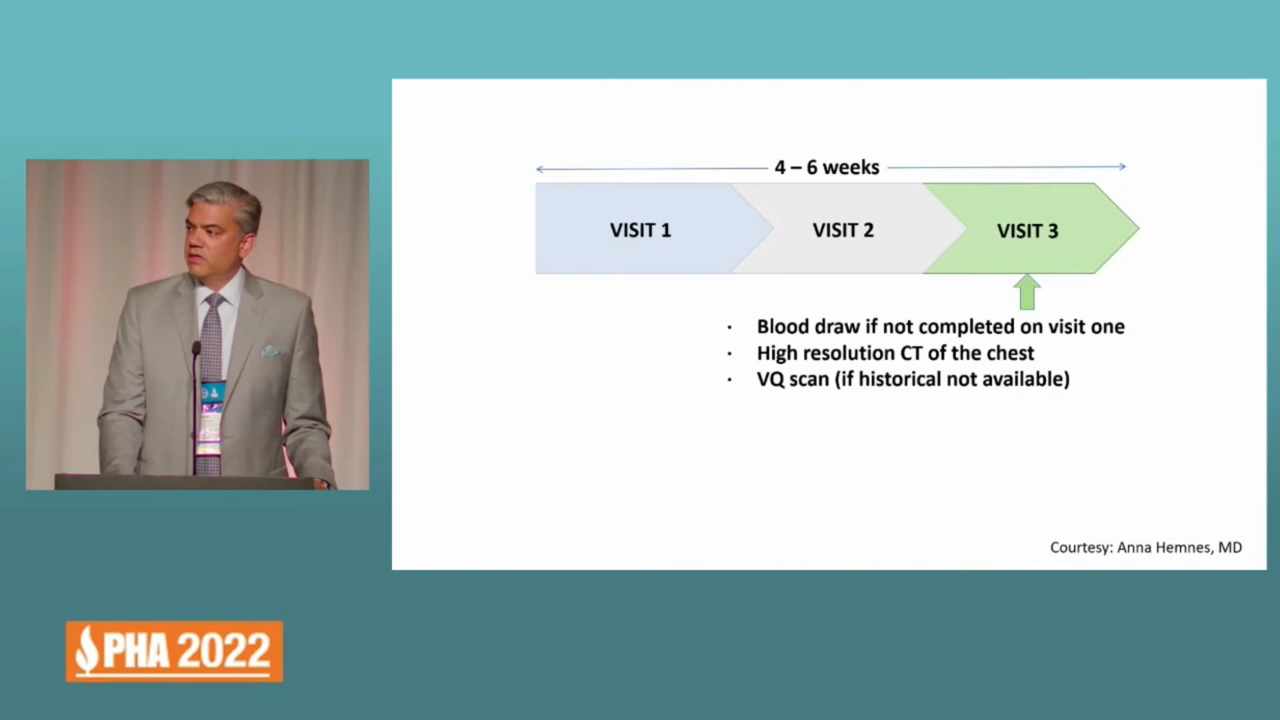 4 – 6 weeks
VISIT 1
VISIT 2
VISIT 3
· Blood draw if not completed on visit one
· High resolution CT of the chest
· VQ scan (if historical not available)
Courtesy: Anna Hemnes, MD
PHA 2022